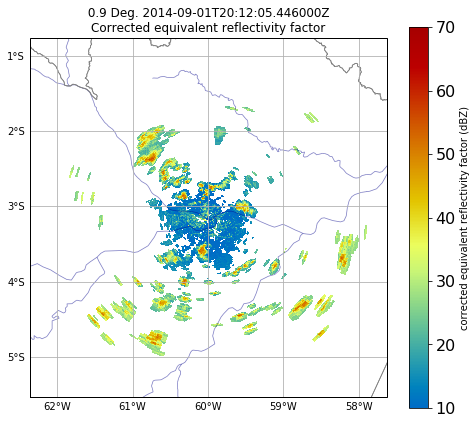 0.9 Deg. 2014-09-01T20:12:05.446000Z
Corrected equivalent reflectivity factor
1°S
2°S
3°S
4°S
5°S
62°W 61°W 60°W 59°W 58°W
70
60
50
40
30
20
10
corrected equivalent reflectivity factor (dBZ)